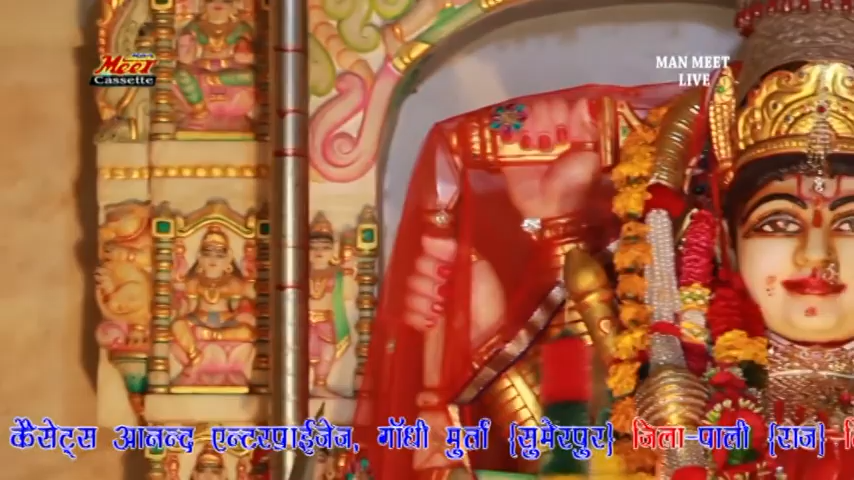 Meet
Cassette
MAN MEET
LIVE
कैसेट्स आनन्द एन्टरप्राईजेज, गाँधी मुर्ता {सुमेरपुर} जिला-पाली {राज}